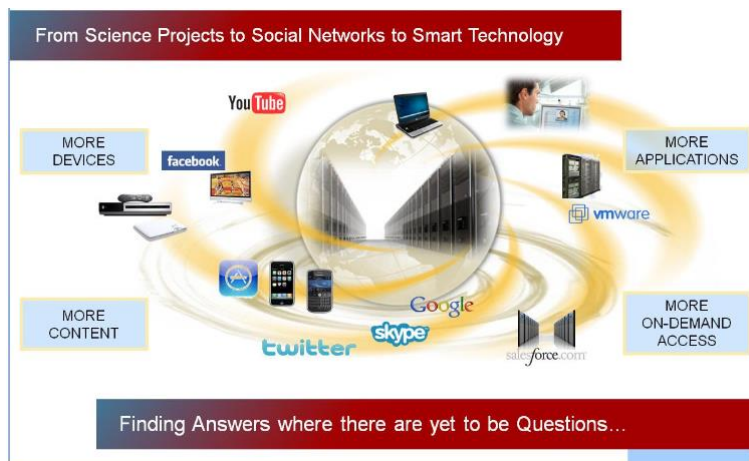 From Science Projects to Social Networks to Smart Technology
YouTube
MORE
DEVICES
facebook
MORE
APPLICATIONS
vmware
MORE
CONTENT
Google
skype
twitter
salesforce.com
MORE
ON-DEMAND
ACCESS
Finding Answers where there are yet to be Questions...